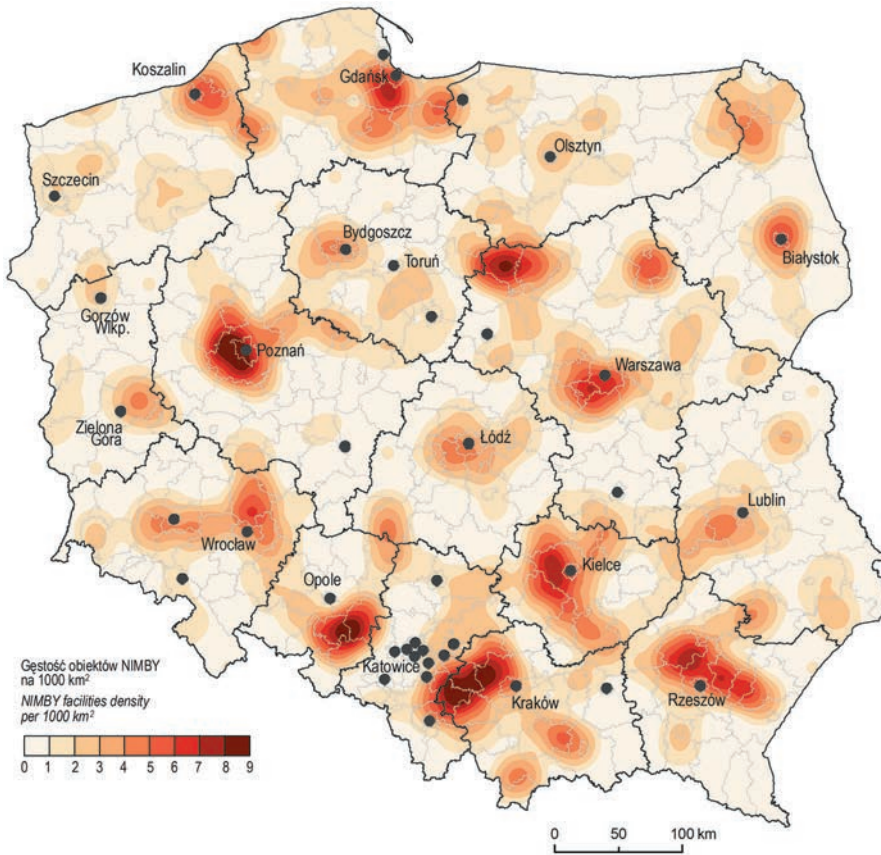 Koszalin
Gdańsk
Olsztyn
Szczecin
Bydgoszcz
Toruń
Białystok
Gorzów
Wlkp.
Poznań
Warszawa
Zielona
Góra
Łódź
Lublin
Wrocław
Opole
Kielce
Katowice
Kraków
Rzeszów
Gęstość obiektów NIMBY
na 1000 km²
NIMBY facilities density
per 1000 km²
0 1 2 3 4 5 6 7 8 9
0 50 100 km